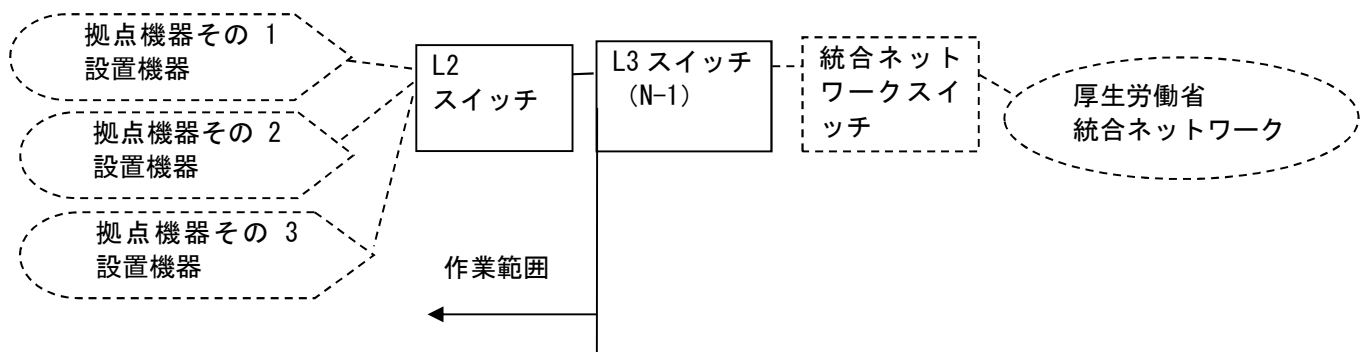 拠点機器その 1
設置機器
拠点機器その 2
設置機器
拠点機器その 3
設置機器
L2
スイッチ
L3 スイッチ
（N-1）
統合ネット
ワークスイ
ッチ
厚生労働省
統合ネットワーク
作業範囲